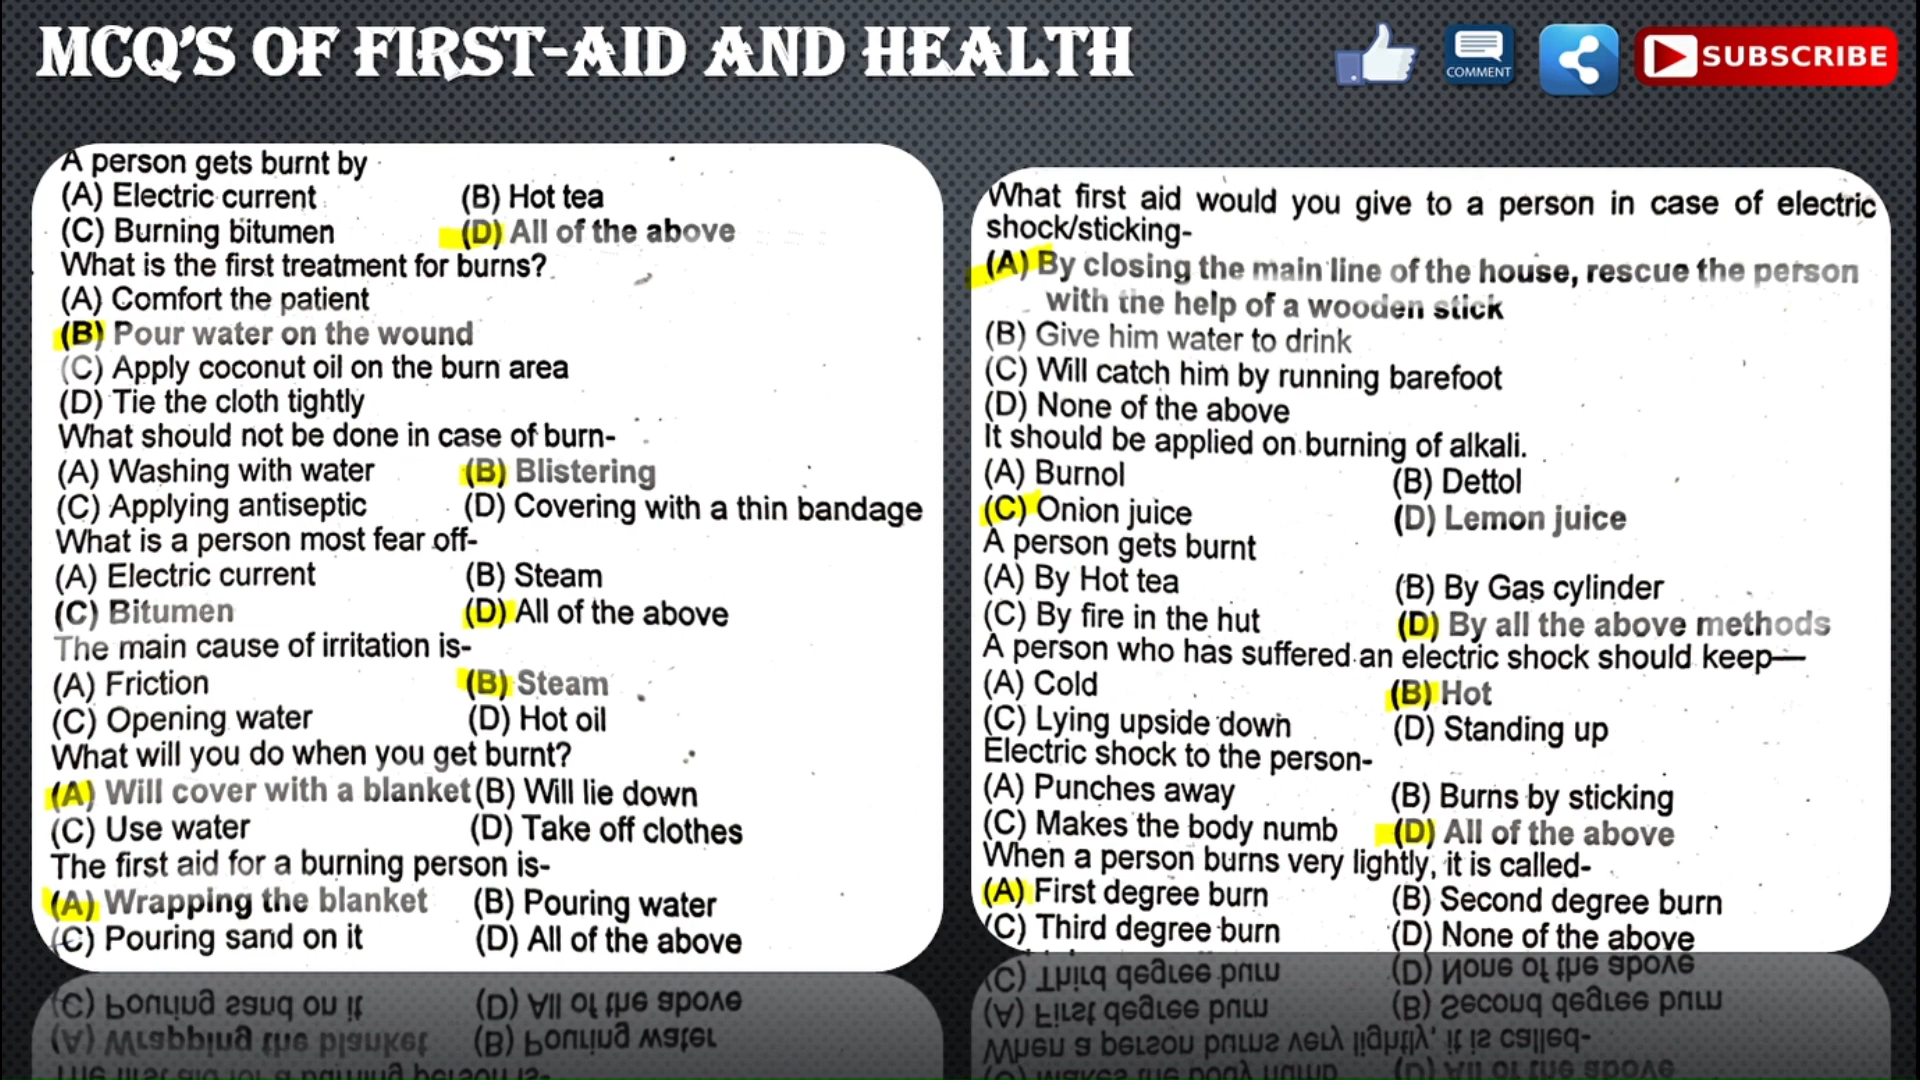 MCQ'S OF FIRST-AID AND HEALTH
COMMENT
SUBSCRIBE
A person gets burnt by
(A) Electric current (B) Hot tea
(C) Burning bitumen (D) All of the above
What is the first treatment for burns?
(A) Comfort the patient
(B) Pour water on the wound
(C) Apply coconut oil on the burn area
(D) Tie the cloth tightly
What should not be done in case of burn-
(A) Washing with water (B) Blistering
(C) Applying antiseptic (D) Covering with a thin bandage
What is a person most fear off-
(A) Electric current (B) Steam
(C) Bitumen (D) All of the above
The main cause of irritation is-
(A) Friction (B) Steam
(C) Opening water (D) Hot oil
What will you do when you get burnt?
(A) Will cover with a blanket (B) Will lie down
(C) Use water (D) Take off clothes
The first aid for a burning person is-
(A) Wrapping the blanket (B) Pouring water
(C) Pouring sand on it (D) All of the above
What first aid would you give to a person in case of electric
shock/sticking-
(A) By closing the main line of the house, rescue the person
with the help of a wooden stick
(B) Give him water to drink
(C) Will catch him by running barefoot
(D) None of the above
It should be applied on burning of alkali.
(A) Burnol (B) Dettol
(C) Onion juice (D) Lemon juice
A person gets burnt
(A) By Hot tea (B) By Gas cylinder
(C) By fire in the hut (D) By all the above methods
A person who has suffered an electric shock should keep—
(A) Cold (B) Hot
(C) Lying upside down (D) Standing up
Electric shock to the person-
(A) Punches away (B) Burns by sticking
(C) Makes the body numb (D) All of the above
When a person burns very lightly, it is called-
(A) First degree burn (B) Second degree burn
(C) Third degree burn (D) None of the above